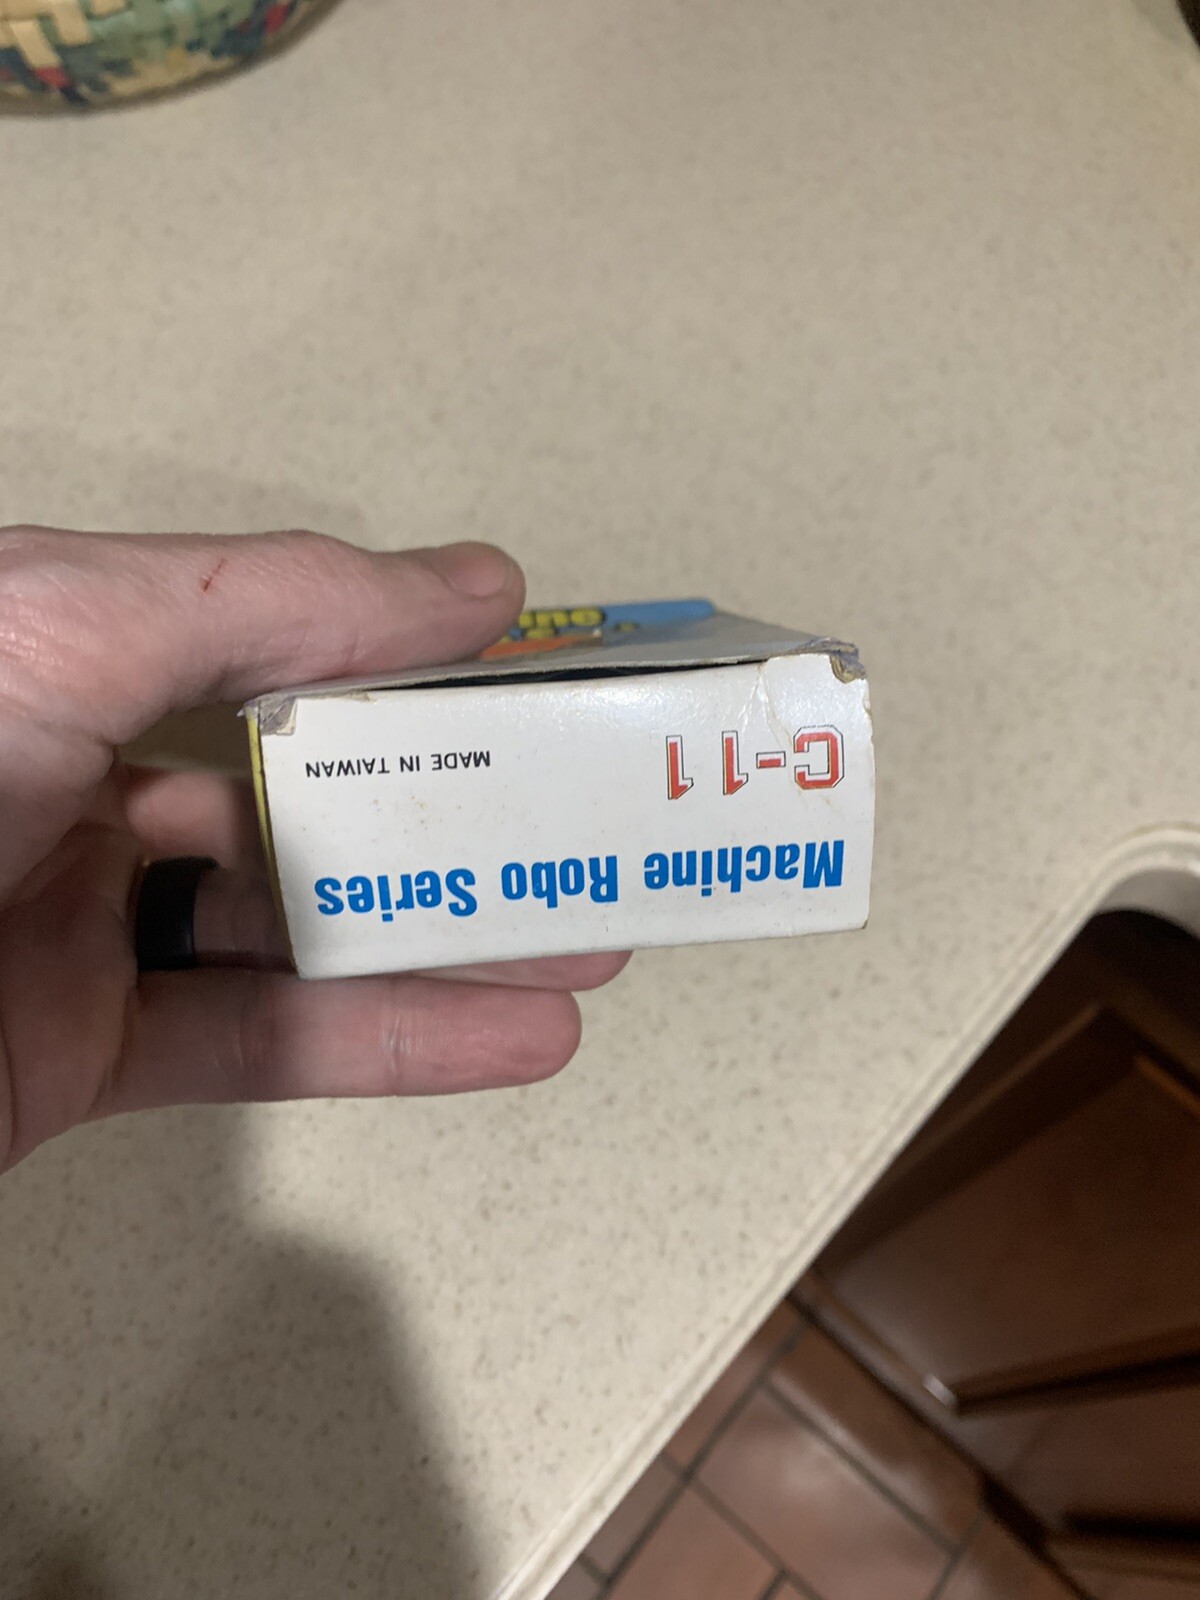 Machine Robo Series
C-11
MADE IN TAIWAN